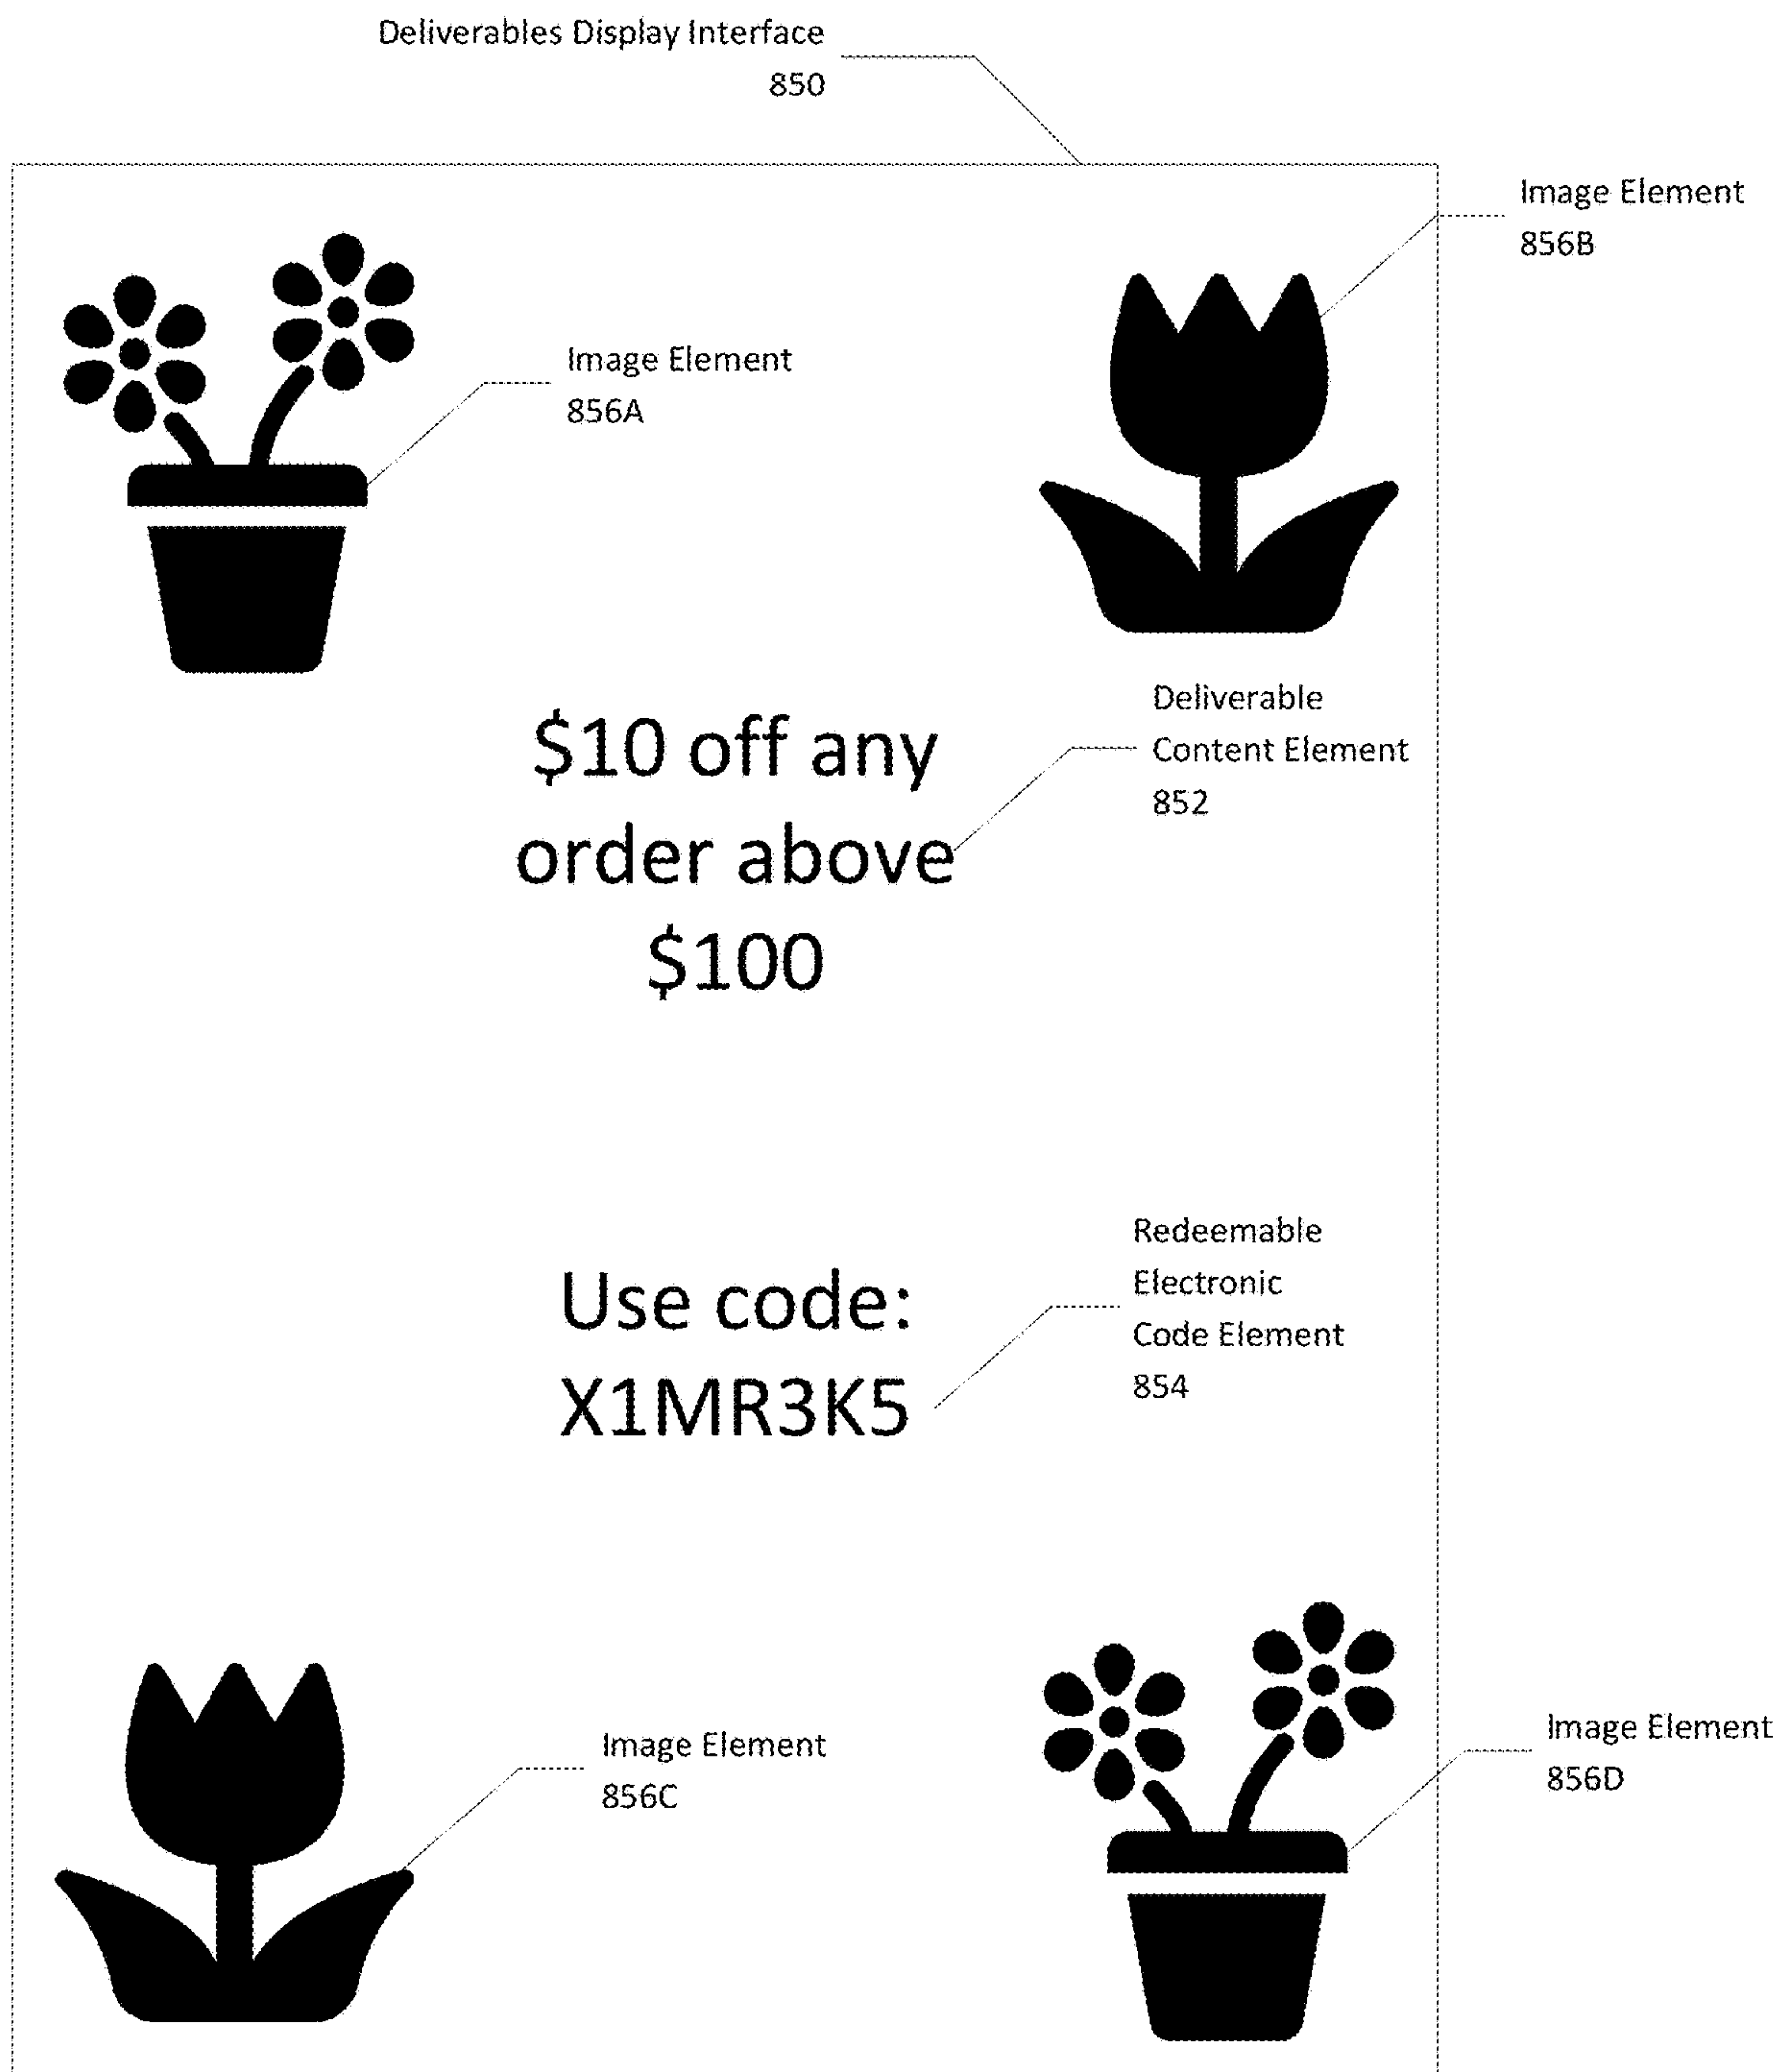 Deliverables Display Interface
850
Image Element
856B
Image Element
856A
Deliverable
Content Element
852
$10 off any
order above
$100
Redeemable
Electronic
Code Element
854
Use code:
X1MR3K5
Image Element
856C
Image Element
856D